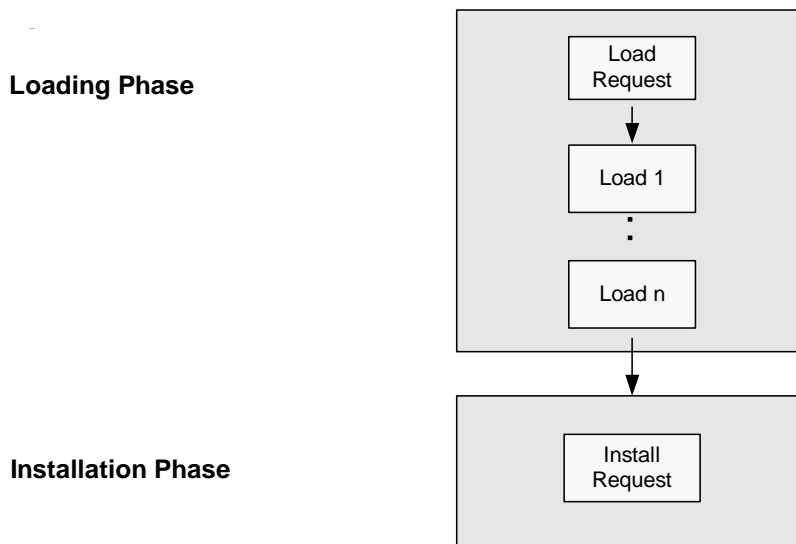 Loading Phase
Load
Request
Load 1
Load n
Installation Phase
Install
Request